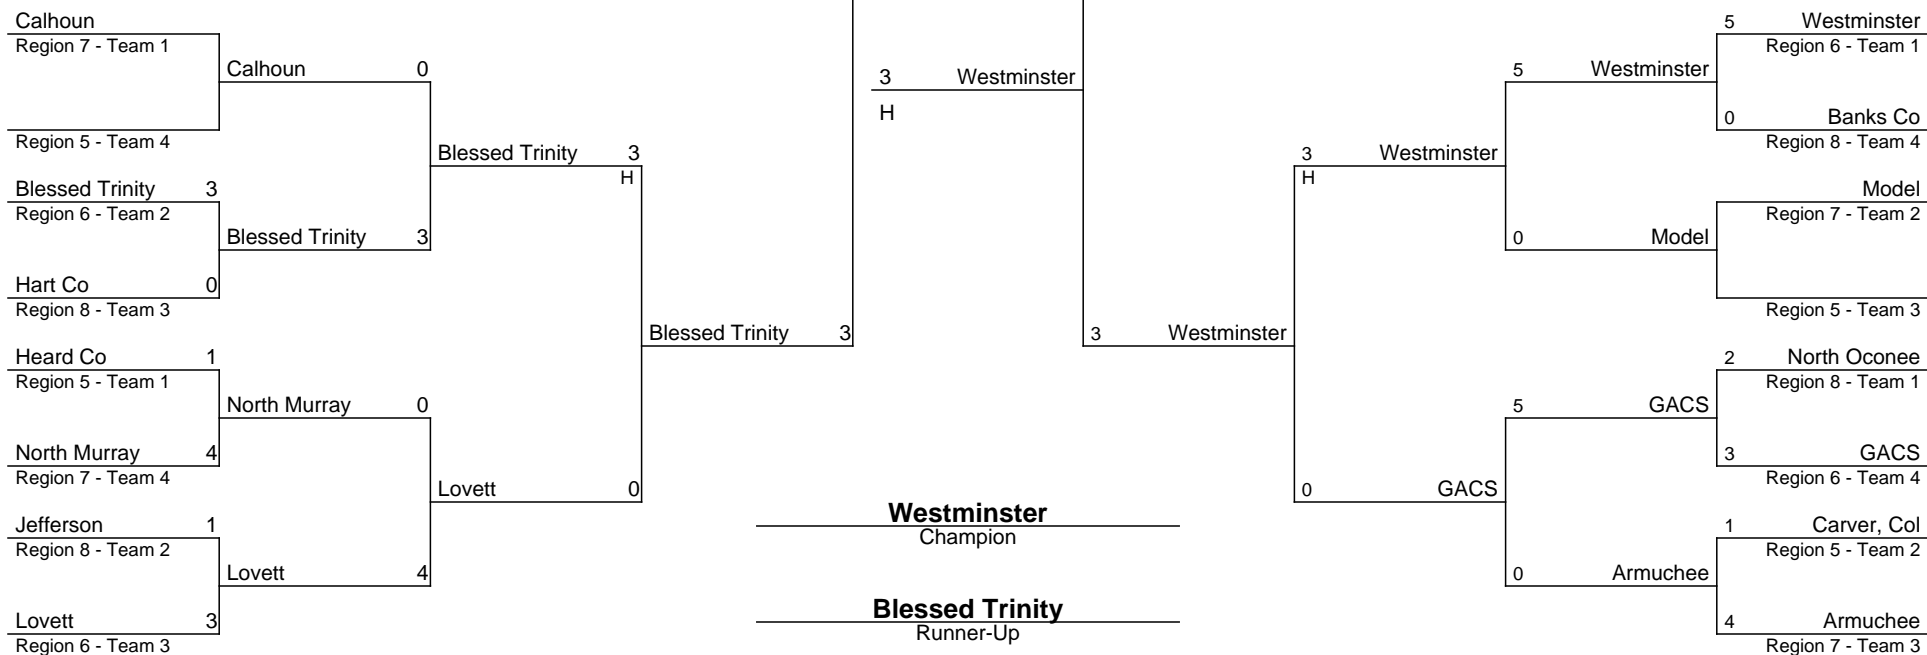 Calhoun
Region 7 - Team 1
Region 5 - Team 4
Blessed Trinity 3
Region 6 - Team 2
Hart Co 0
Region 8 - Team 3
Heard Co 1
Region 5 - Team 1
North Murray 4
Region 7 - Team 4
Jefferson 1
Region 8 - Team 2
Lovett 3
Region 6 - Team 3
Calhoun 0
Blessed Trinity 3
North Murray 0
Lovett 4
Blessed Trinity 3
H
Lovett 0
Blessed Trinity 3
3 Westminster
H
Westminster
Champion
Blessed Trinity
Runner-Up
3 Westminster
3 Westminster
H
0 GACS
5 Westminster
0 Model
5 GACS
0 Armuchee
5 Westminster
Region 6 - Team 1
0 Banks Co
Region 8 - Team 4
Model
Region 7 - Team 2
Region 5 - Team 3
2 North Oconee
Region 8 - Team 1
3 GACS
Region 6 - Team 4
1 Carver, Col
Region 5 - Team 2
4 Armuchee
Region 7 - Team 3